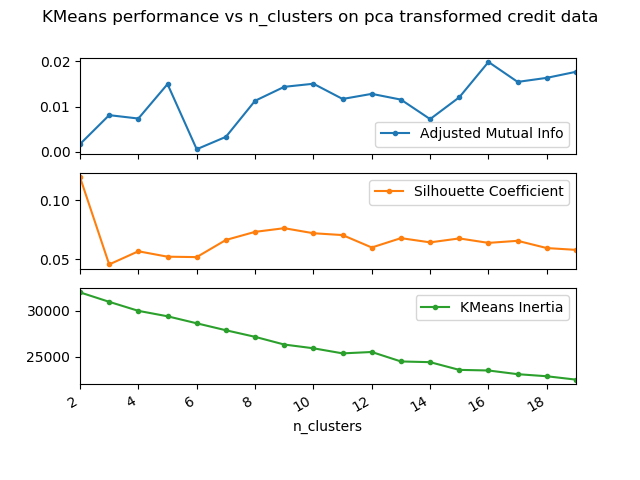 KMeans performance vs n_clusters on pca transformed credit data
0.02
0.01
0.00
Adjusted Mutual Info
0.10
0.05
Silhouette Coefficient
30000
25000
KMeans Inertia
2 4 6 8 10 12 14 16 18
n_clusters